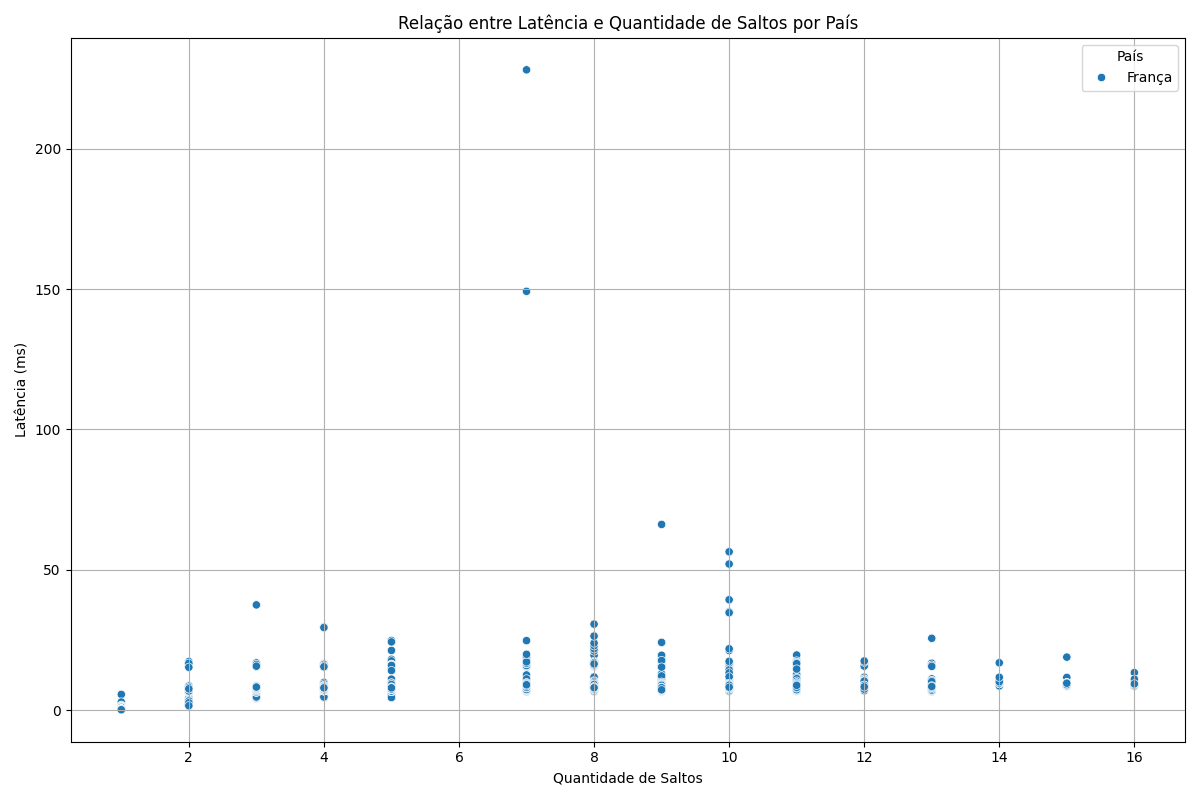 Relação entre Latência e Quantidade de Saltos por País
País
França
200
150
100
50
0
Latência (ms)
2 4 6 8 10 12 14 16
Quantidade de Saltos